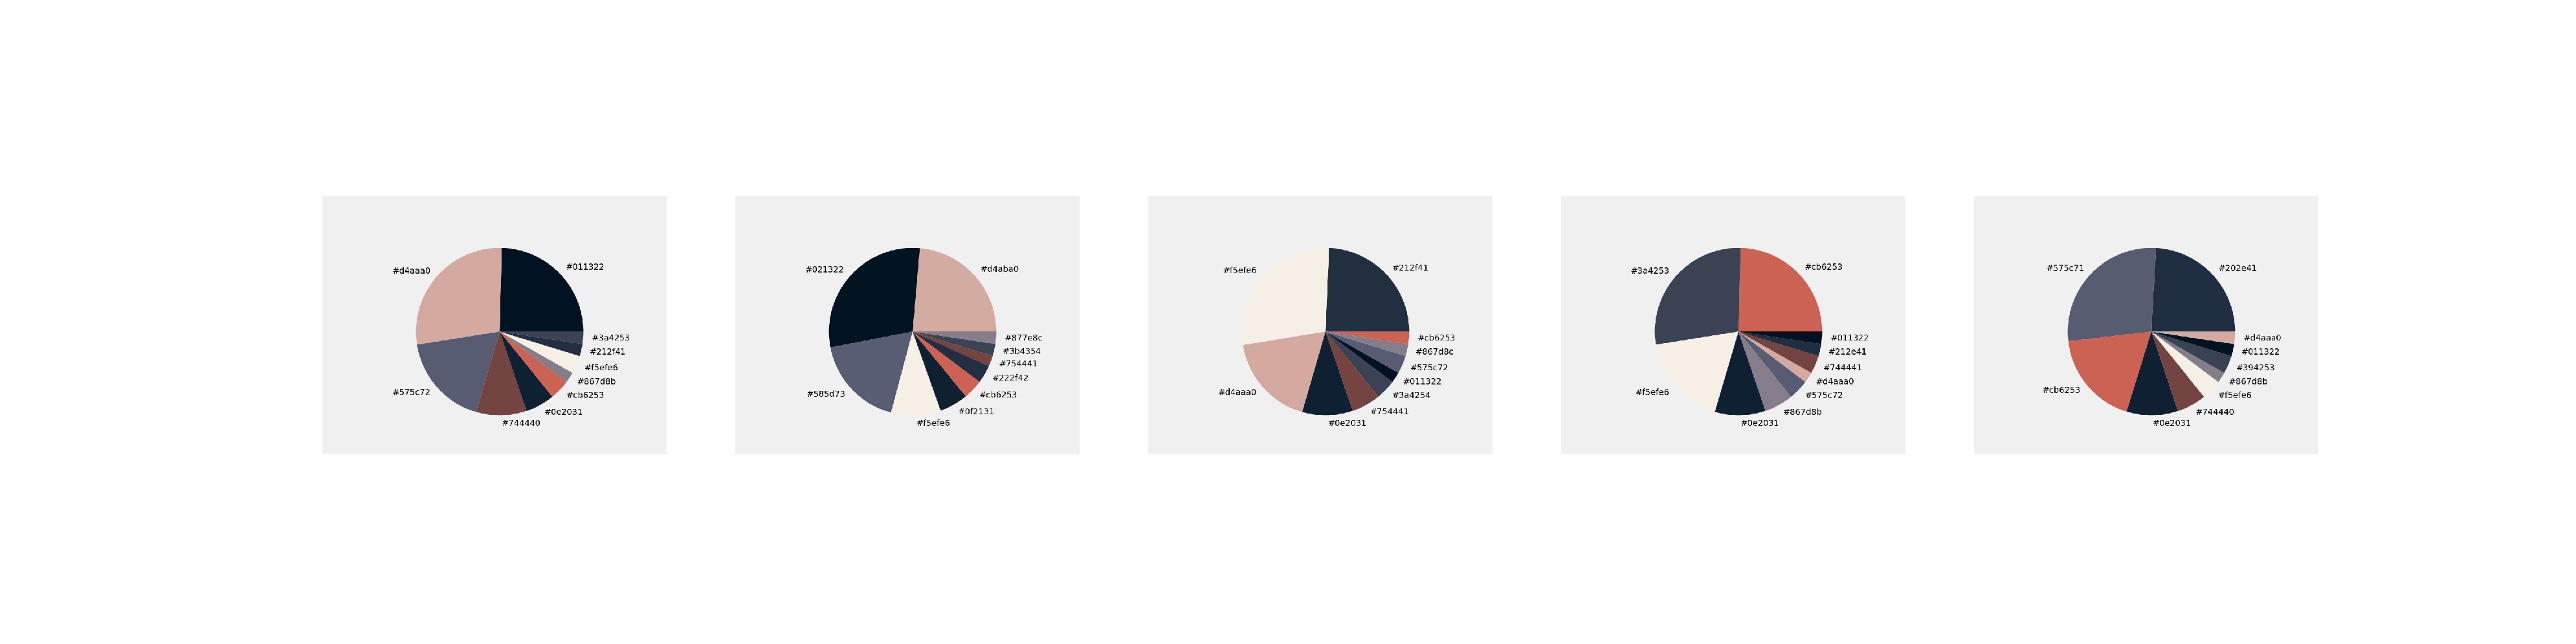 #011322
#d4aaa0
#575c72
#744440
#0e2031
#cb6253
#867d8b
#f5efe6
#212f41
#3a4253
#d4aba0
#021322
#585d73
#f5efe6
#0f2131
#cb6253
#222f42
#754441
#3b4354
#877e8c
#212f41
#f5efe6
#d4aaa0
#0e2031
#754441
#3a4254
#011322
#575c72
#867d8c
#cb6253
#cb6253
#3a4253
#f5efe6
#0e2031
#867d8b
#575c72
#d4aaa0
#744441
#212e41
#011322
#202e41
#575c71
#cb6253
#0e2031
#744440
#f5efe6
#867d8b
#394253
#011322
#d4aaa0